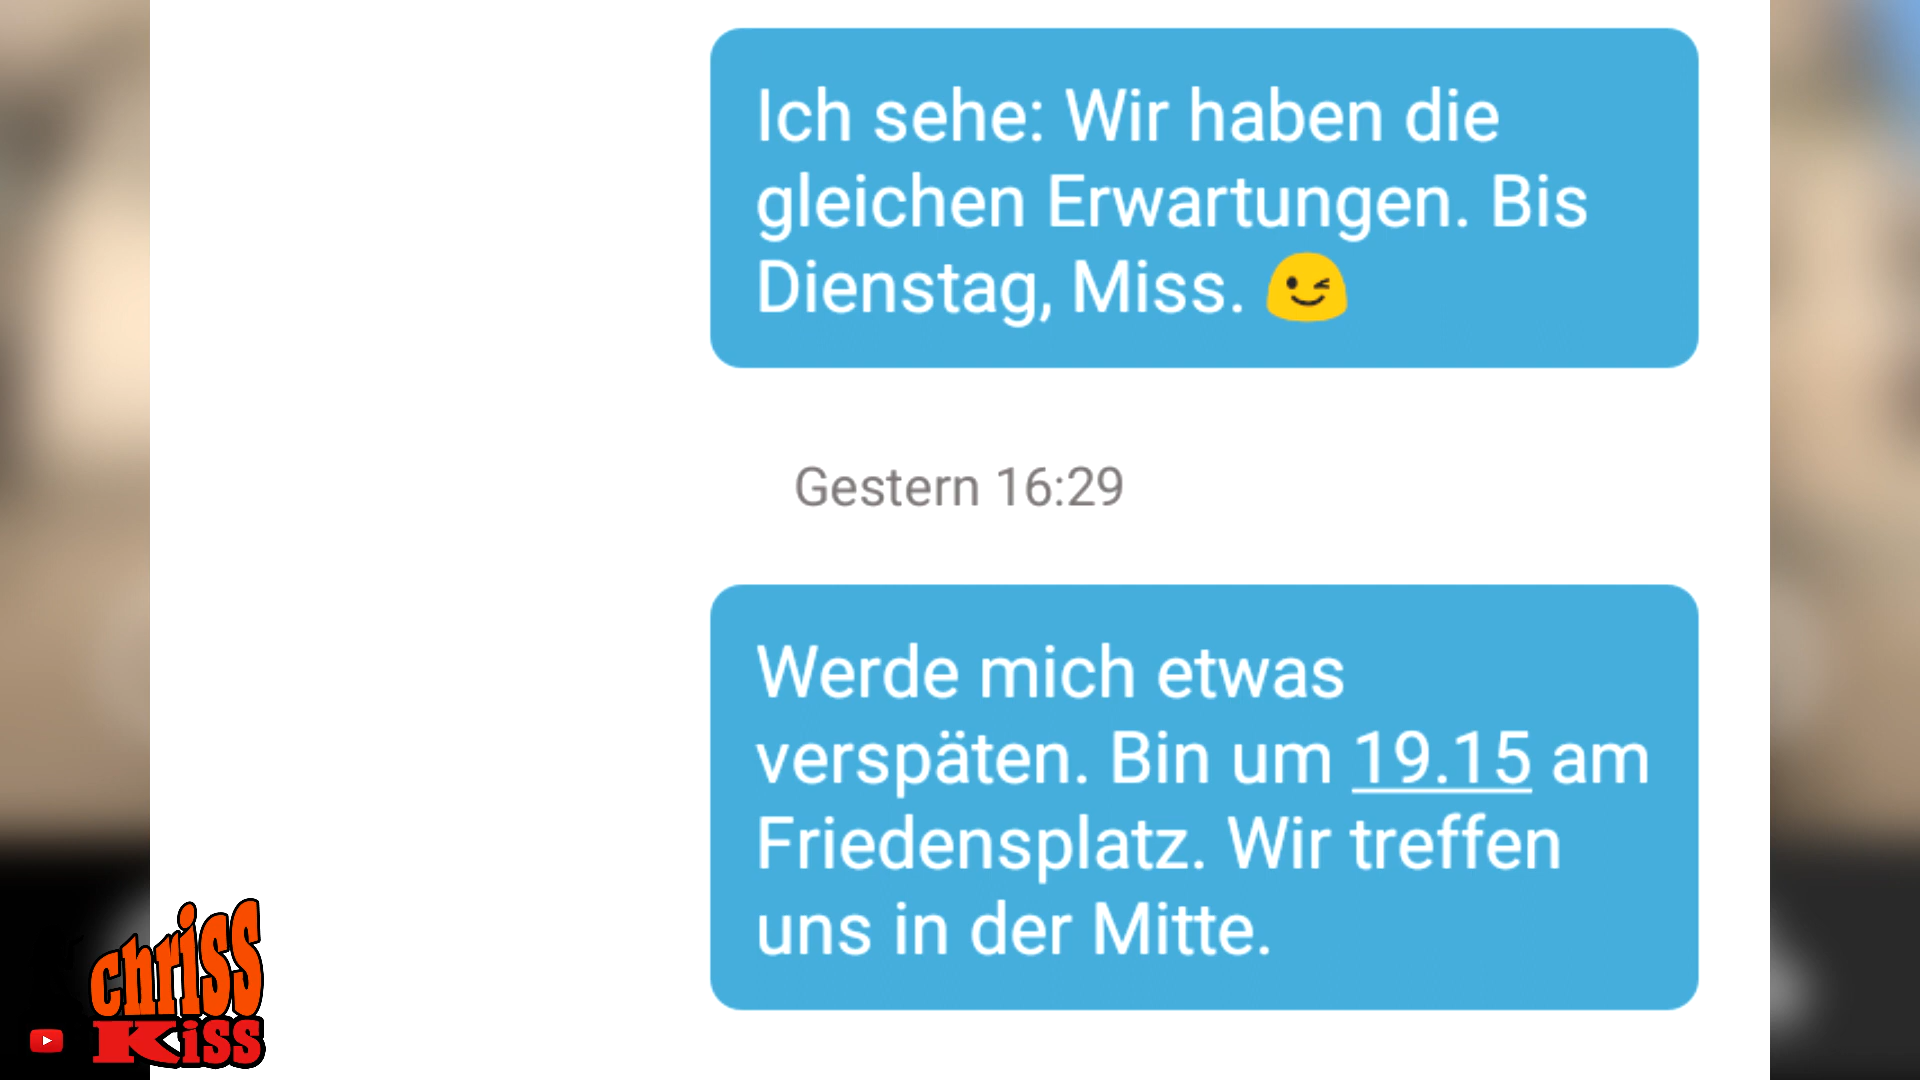 Ich sehe: Wir haben die
gleichen Erwartungen. Bis
Dienstag, Miss. 😉
Gestern 16:29
Werde mich etwas
verspäten. Bin um 19.15 am
Friedensplatz. Wir treffen
uns in der Mitte.
chriss
Kiss